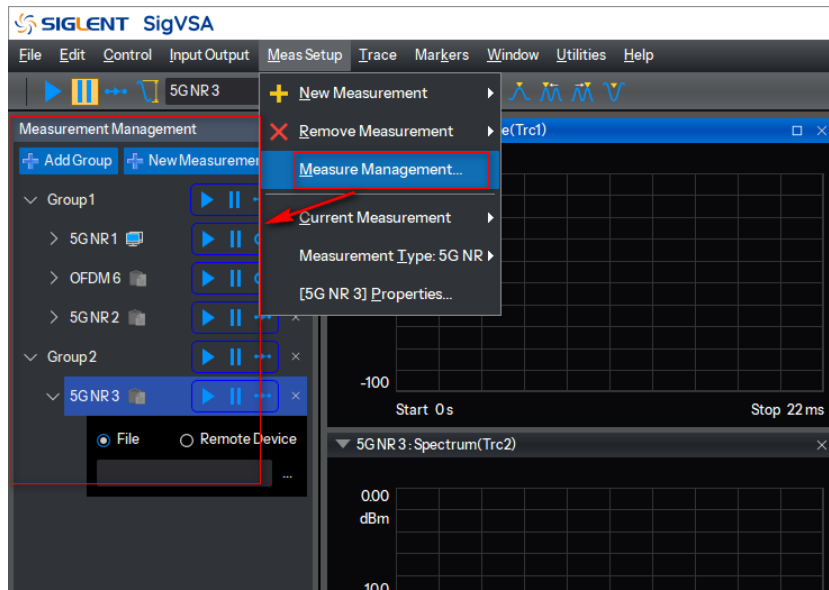 SIGLENT SigVSA
File Edit Control Input Output Meas Setup Trace Markers Window Utilities Help
5G NR 3
New Measurement
Measurement Management
Remove Measurement
e(Trc1)
Add Group
New Measuremen
Measure Management...
Group1
Current Measurement
5G NR 1
Measurement Type: 5G NR
OFDM 6
[5G NR 3] Properties...
5G NR 2
Group2
5G NR 3
-100
Start 0 s
Stop 22 ms
File
Remote Device
5G NR 3 : Spectrum(Trc2)
...
0.00
dBm